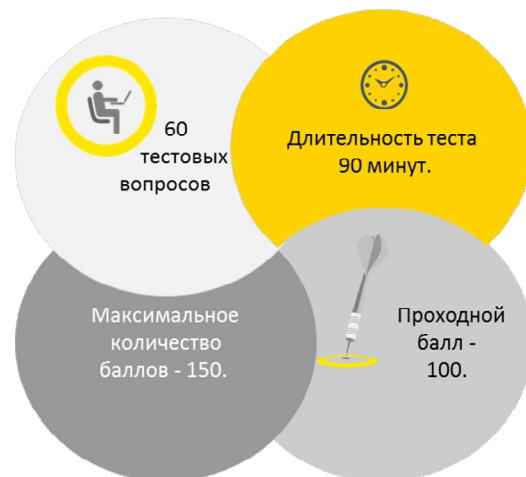 60
тестовых
вопросов
Длительность теста
90 минут.
Максимальное
количество
баллов - 150.
Проходной
балл -
100.